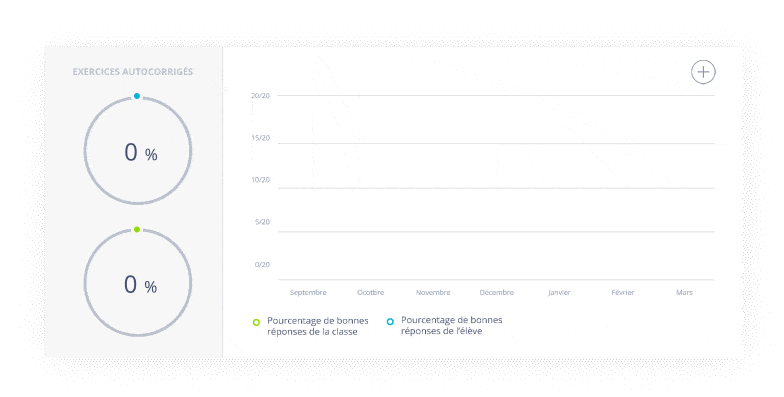 EXERCICES AUTOCORRIGÉS
0 %
0 %
20/20
15/20
10/20
5/20
0/20
Septembre Ocotbre Novembre Décembre Janvier Février Mars
Pourcentage de bonnes
réponses de la classe
Pourcentage de bonnes
réponses de l'élève